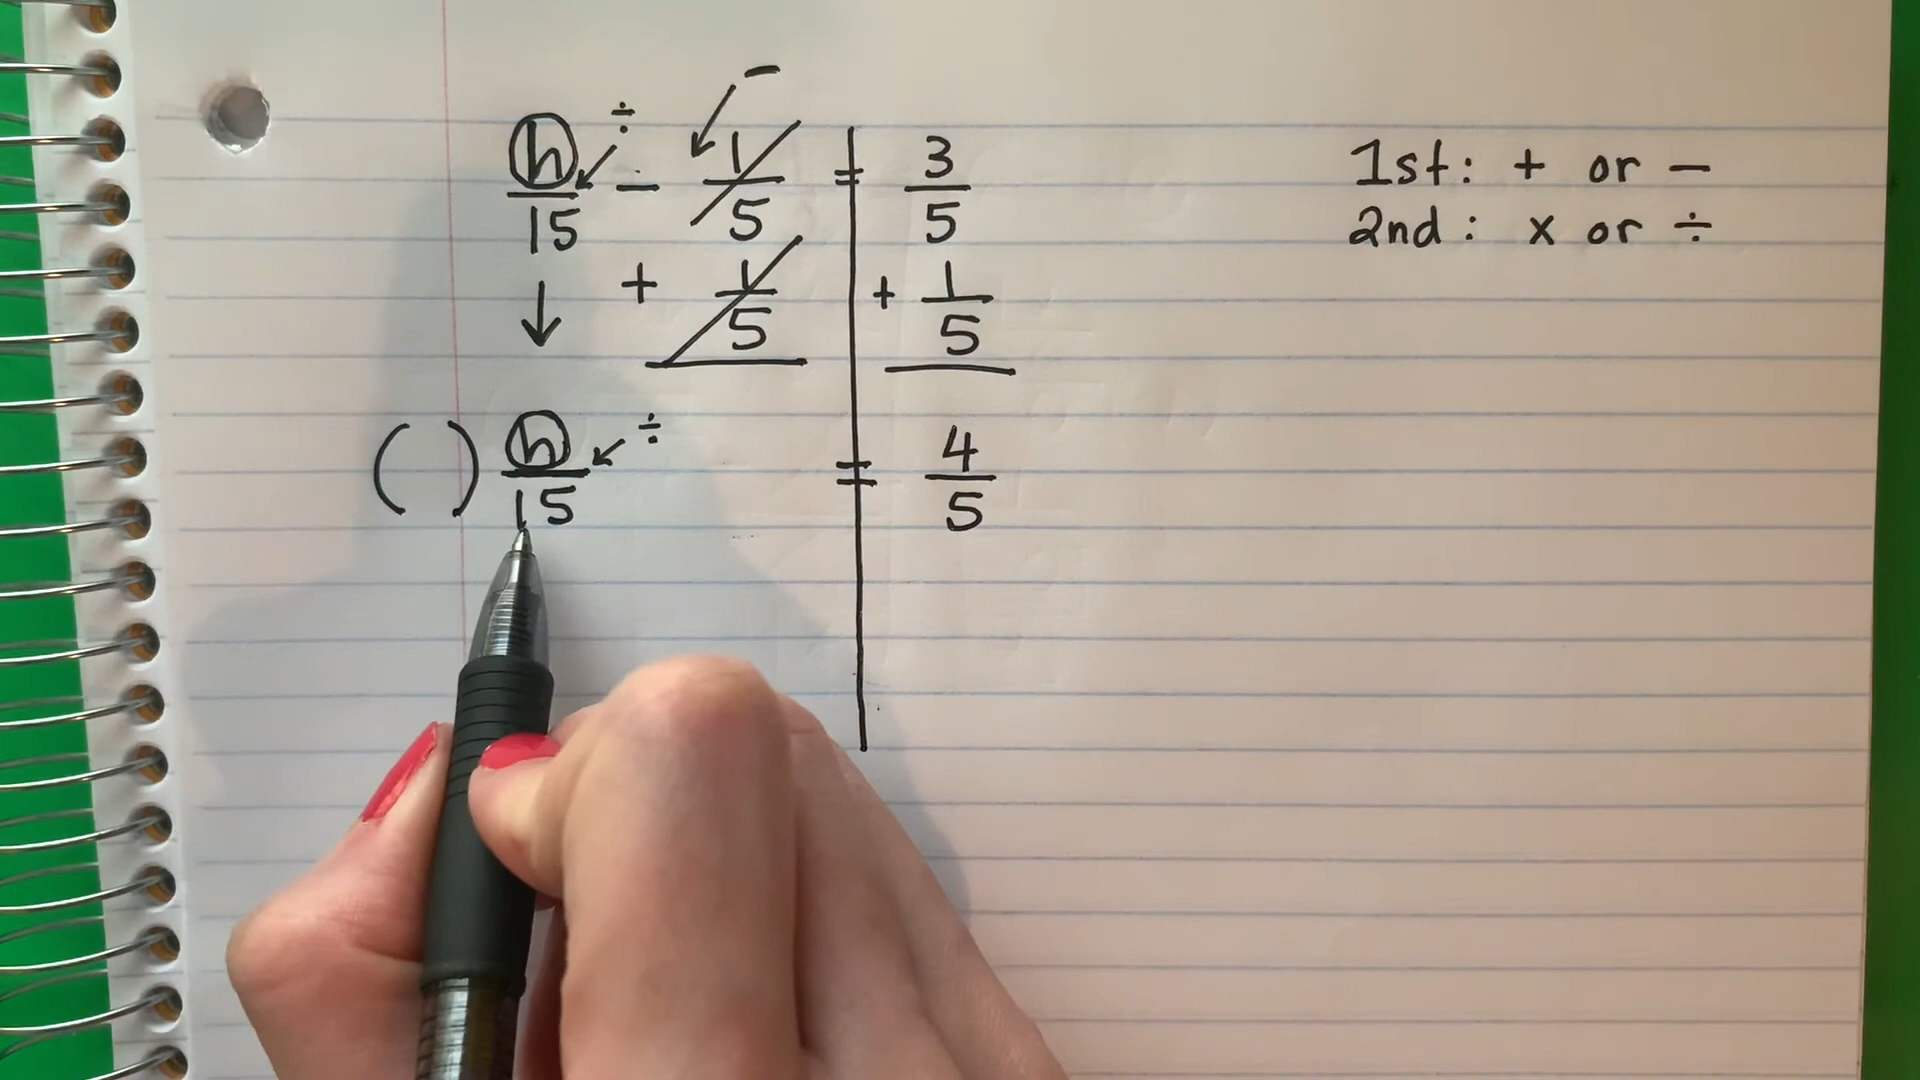 h/15 ÷ − − 1/5 = 3/5
+ 1/5 + 1/5
( ) h/15 ÷ = 4/5
1st: + or −
2nd: x or ÷